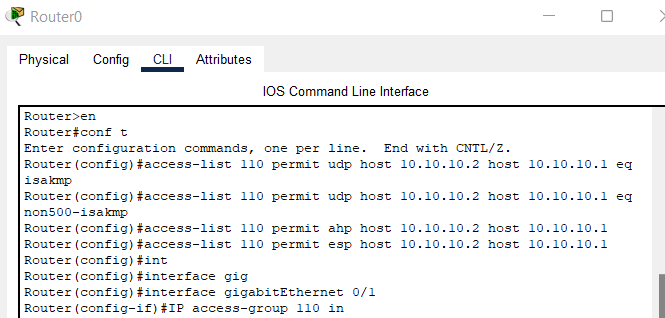 Router0
Physical Config CLI Attributes
IOS Command Line Interface
Router>en
Router#conf t
Enter configuration commands, one per line.  End with CNTL/Z.
Router(config)#access-list 110 permit udp host 10.10.10.2 host 10.10.10.1 eq
isakmp
Router(config)#access-list 110 permit udp host 10.10.10.2 host 10.10.10.1 eq
non500-isakmp
Router(config)#access-list 110 permit ahp host 10.10.10.2 host 10.10.10.1
Router(config)#access-list 110 permit esp host 10.10.10.2 host 10.10.10.1
Router(config)#int
Router(config)#interface gig
Router(config)#interface gigabitEthernet 0/1
Router(config-if)#IP access-group 110 in